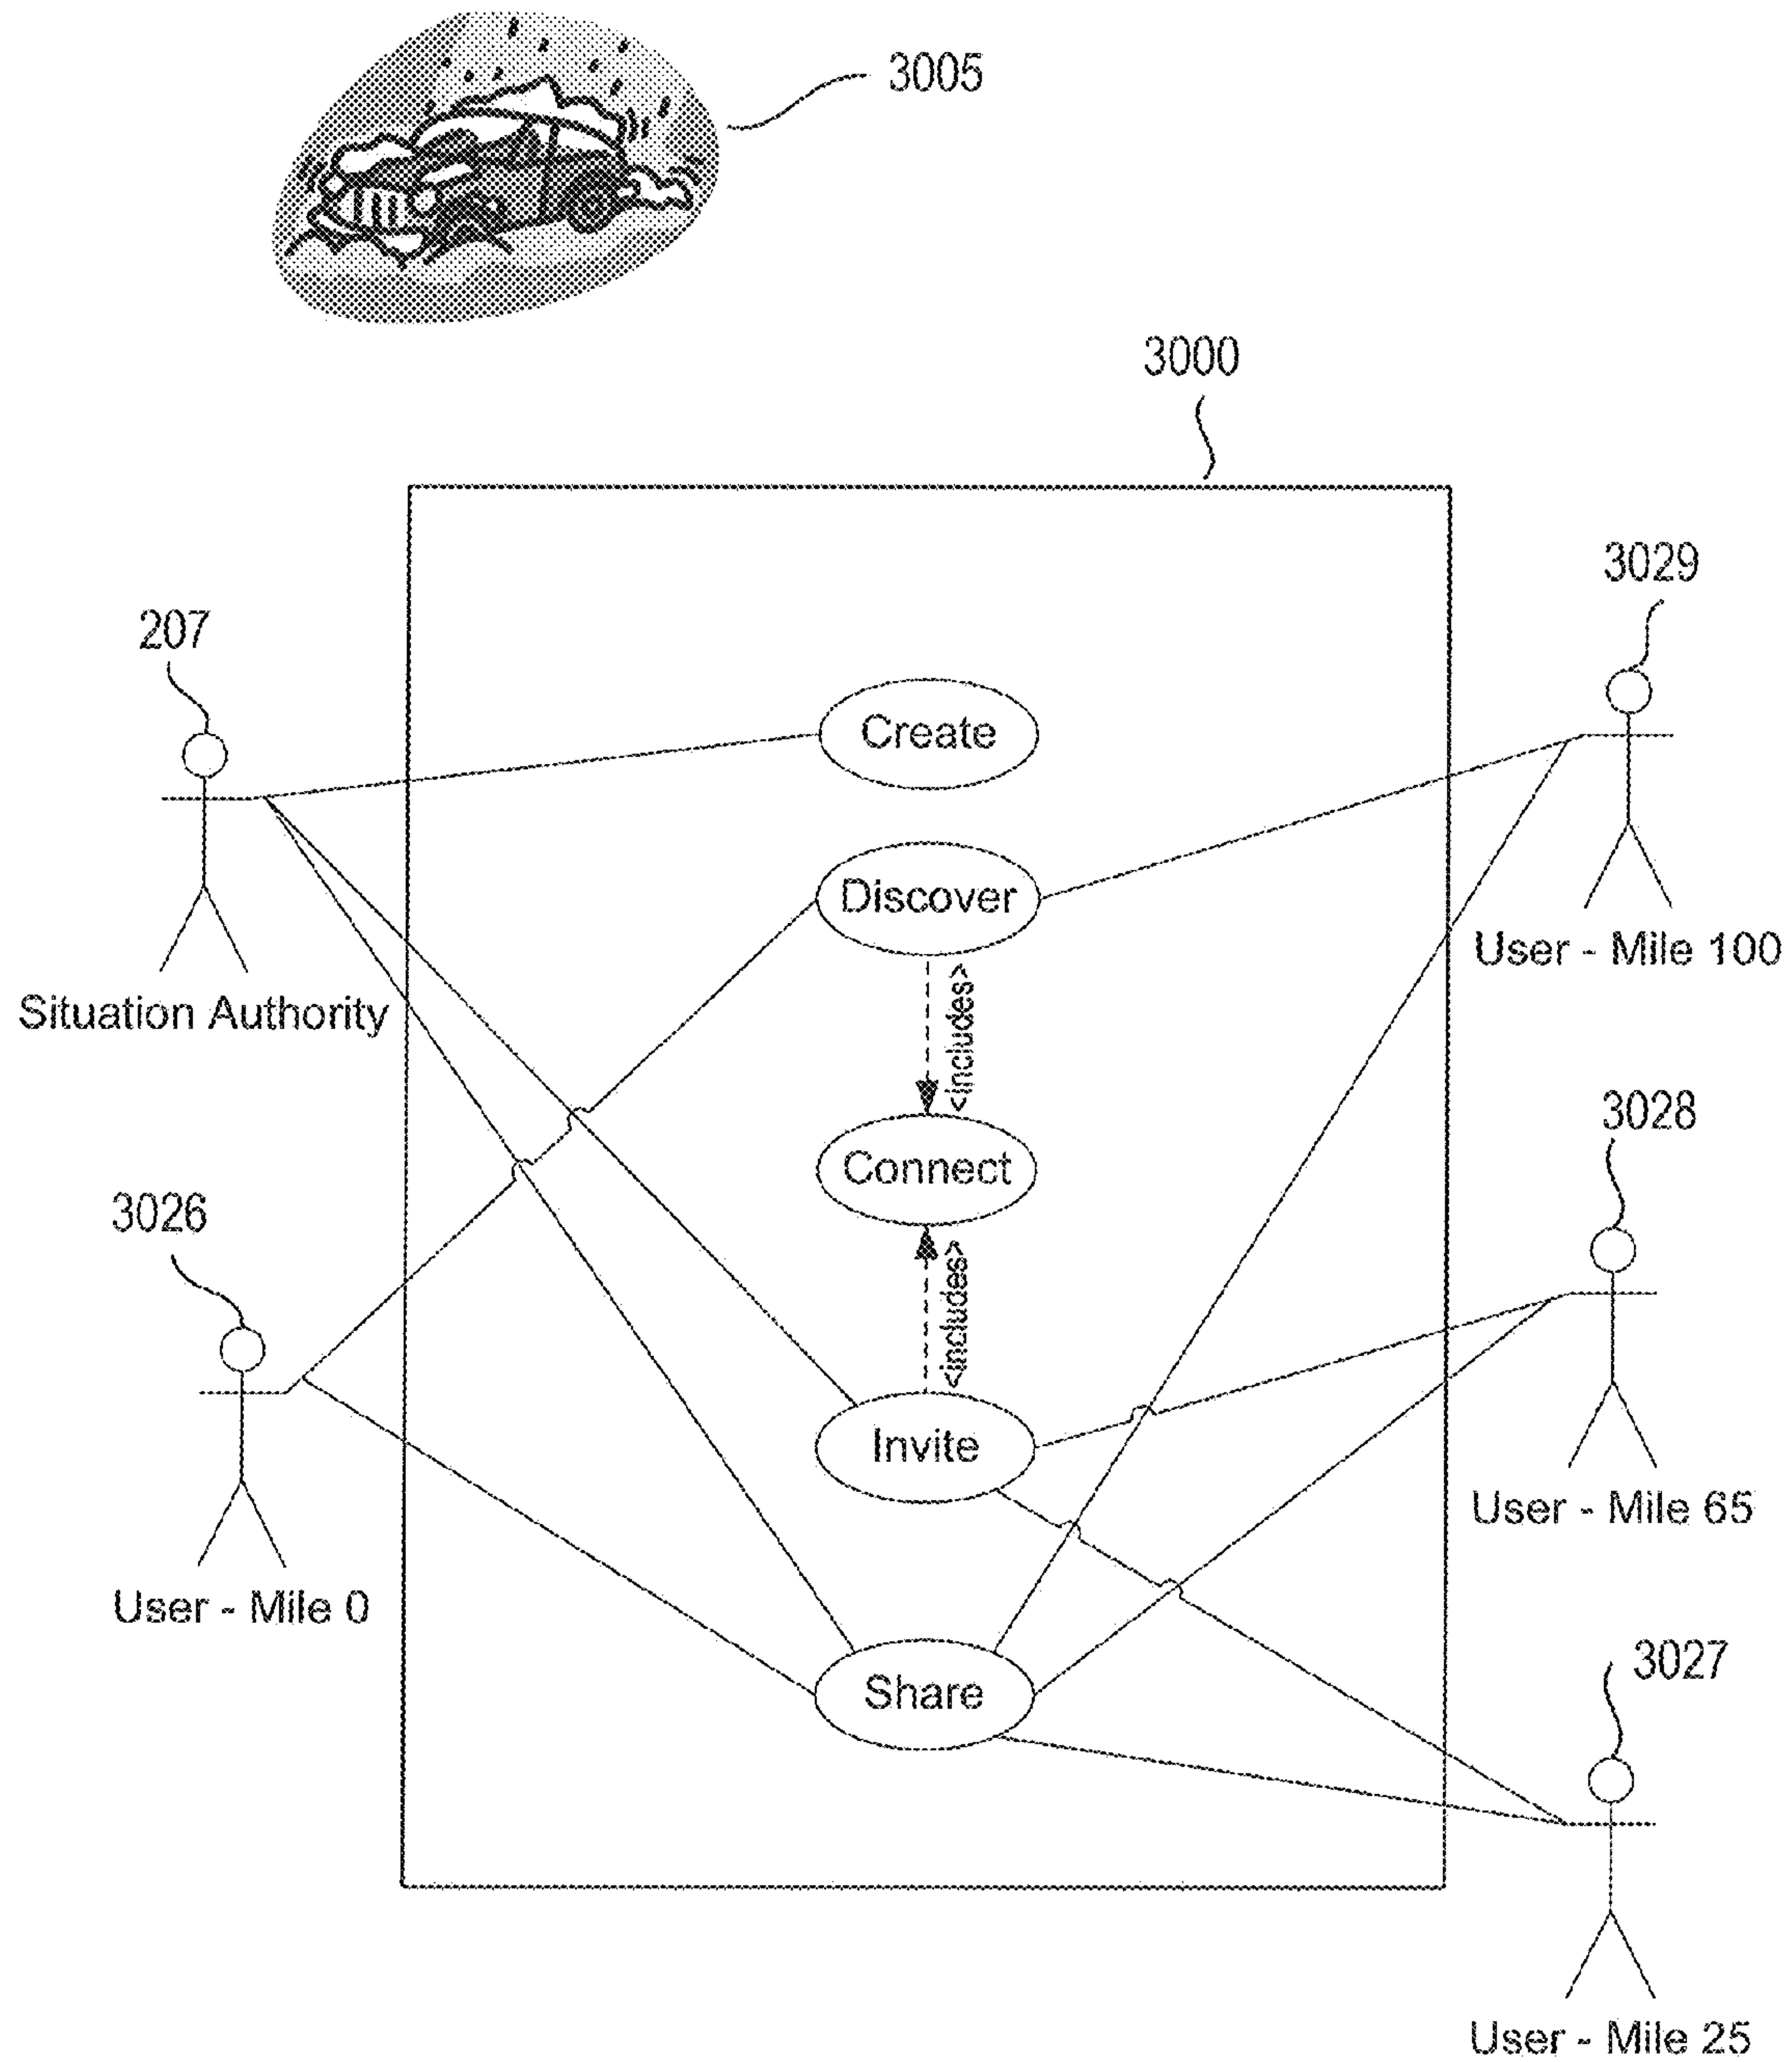 3005
3000
3029
207
Create
Discover
User - Mile 100
Situation Authority
<includes>
3028
Connect
3026
<includes>
Invite
User - Mile 65
User - Mile 0
3027
Share
User - Mile 25